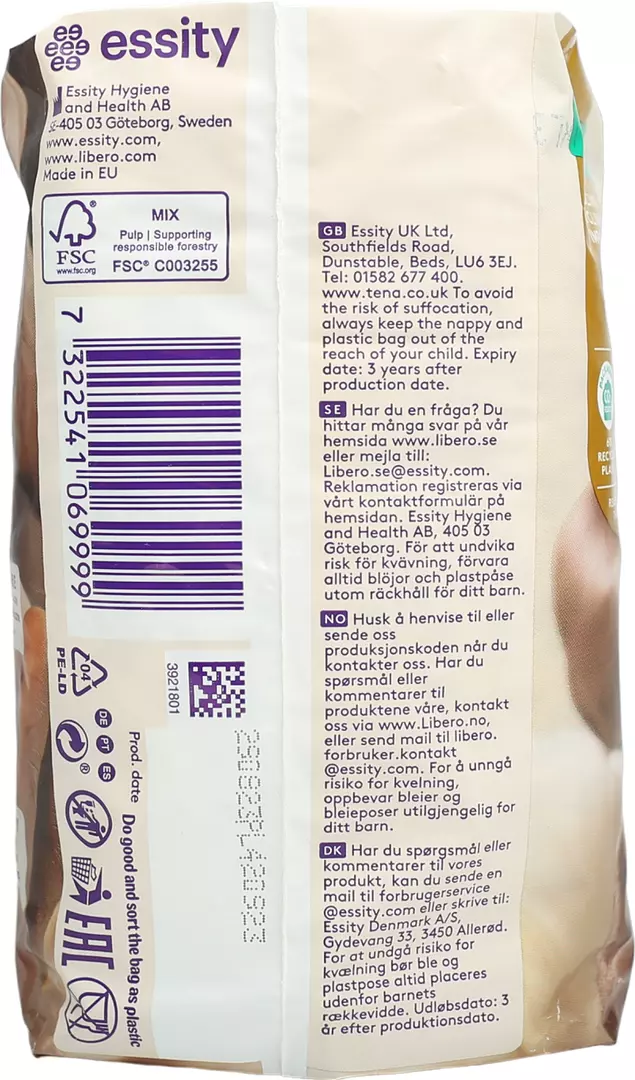 essity
Essity Hygiene
and Health AB
SE-405 03 Göteborg, Sweden
www.essity.com,
www.libero.com
Made in EU
FSC
www.fsc.org
MIX
Pulp | Supporting
responsible forestry
FSC® C003255
7 322541 069999
04
PE-LD
3921801
DE
PT
ES
Prod. date
290823PL420923
Do good and sort the bag as plastic
EAC
GB Essity UK Ltd,
Southfields Road,
Dunstable, Beds, LU6 3EJ.
Tel: 01582 677 400.
www.tena.co.uk To avoid
the risk of suffocation,
always keep the nappy and
plastic bag out of the
reach of your child. Expiry
date: 3 years after
production date.
SE Har du en fråga? Du
hittar många svar på vår
hemsida www.libero.se
eller mejla till:
Libero.se@essity.com.
Reklamation registreras via
vårt kontaktformulär på
hemsidan. Essity Hygiene
and Health AB, 405 03
Göteborg. För att undvika
risk för kvävning, förvara
alltid blöjor och plastpåse
utom räckhåll för ditt barn.
NO Husk å henvise til eller
sende oss
produksjonskoden når du
kontakter oss. Har du
spørsmål eller
kommentarer til
produktene våre, kontakt
oss via www.Libero.no,
eller send mail til libero.
forbruker.kontakt
@essity.com. For å unngå
risiko for kvelning,
oppbevar bleier og
bleieposer utilgjengelig for
ditt barn.
DK Har du spørgsmål eller
kommentarer til vores
produkt, kan du sende en
mail til forbrugerservice
@essity.com eller skrive til:
Essity Denmark A/S,
Gydevang 33, 3450 Allerød.
For at undgå risiko for
kvælning bør ble og
plastpose altid placeres
udenfor barnets
rækkevidde. Udløbsdato: 3
år efter produktionsdato.